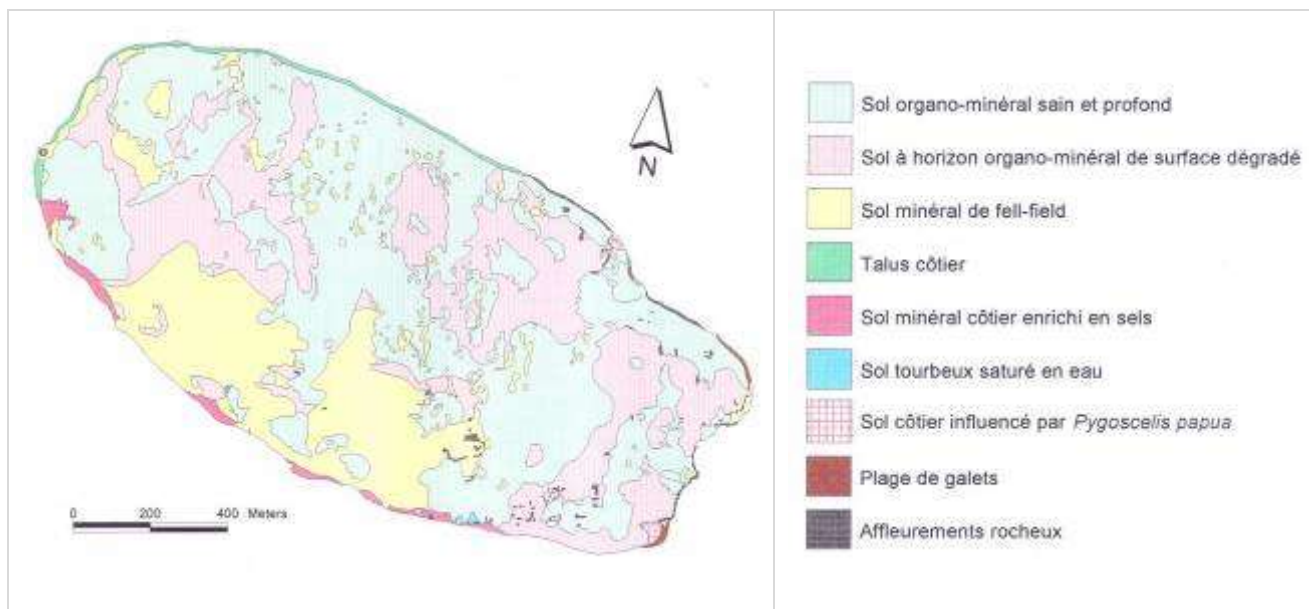 N
0 200 400 Meters
Sol organo-minéral sain et profond
Sol à horizon organo-minéral de surface dégradé
Sol minéral de fell-field
Talus côtier
Sol minéral côtier enrichi en sels
Sol tourbeux saturé en eau
Sol côtier influencé par Pygoscelis papua
Plage de galets
Affleurements rocheux